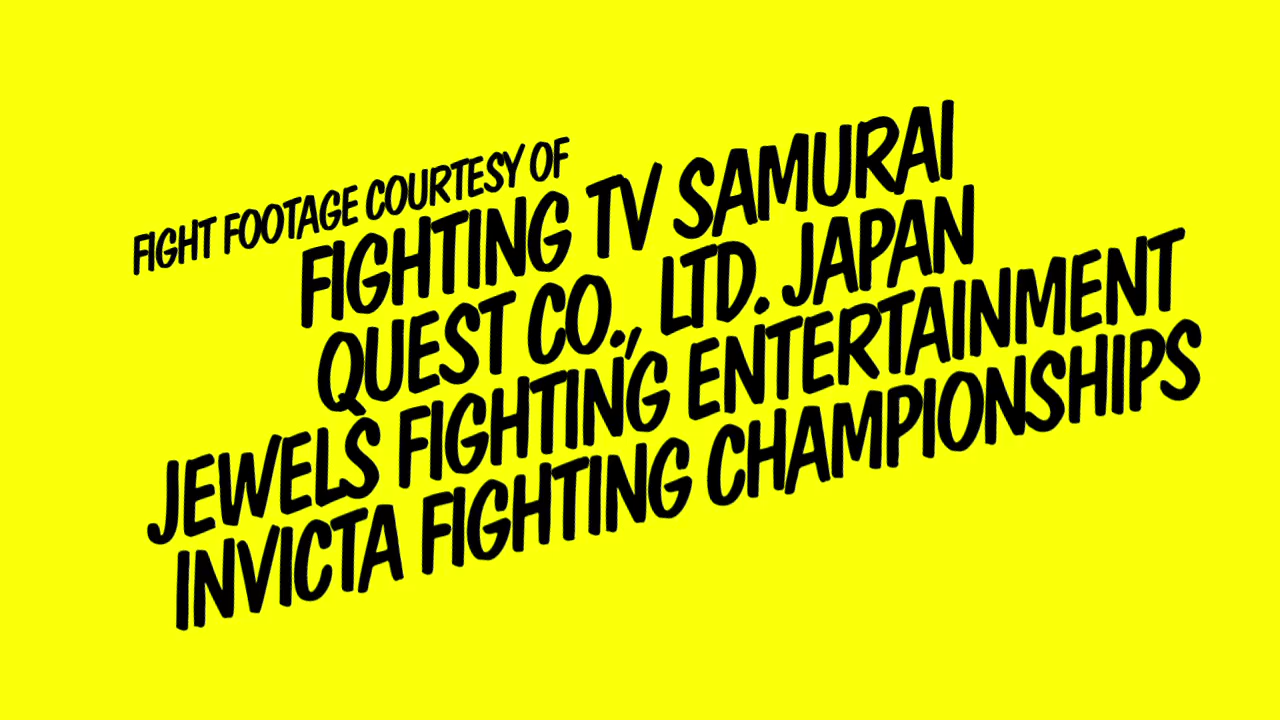 FIGHT FOOTAGE COURTESY OF
FIGHTING TV SAMURAI
QUEST CO., LTD. JAPAN
JEWELS FIGHTING ENTERTAINMENT
INVICTA FIGHTING CHAMPIONSHIPS